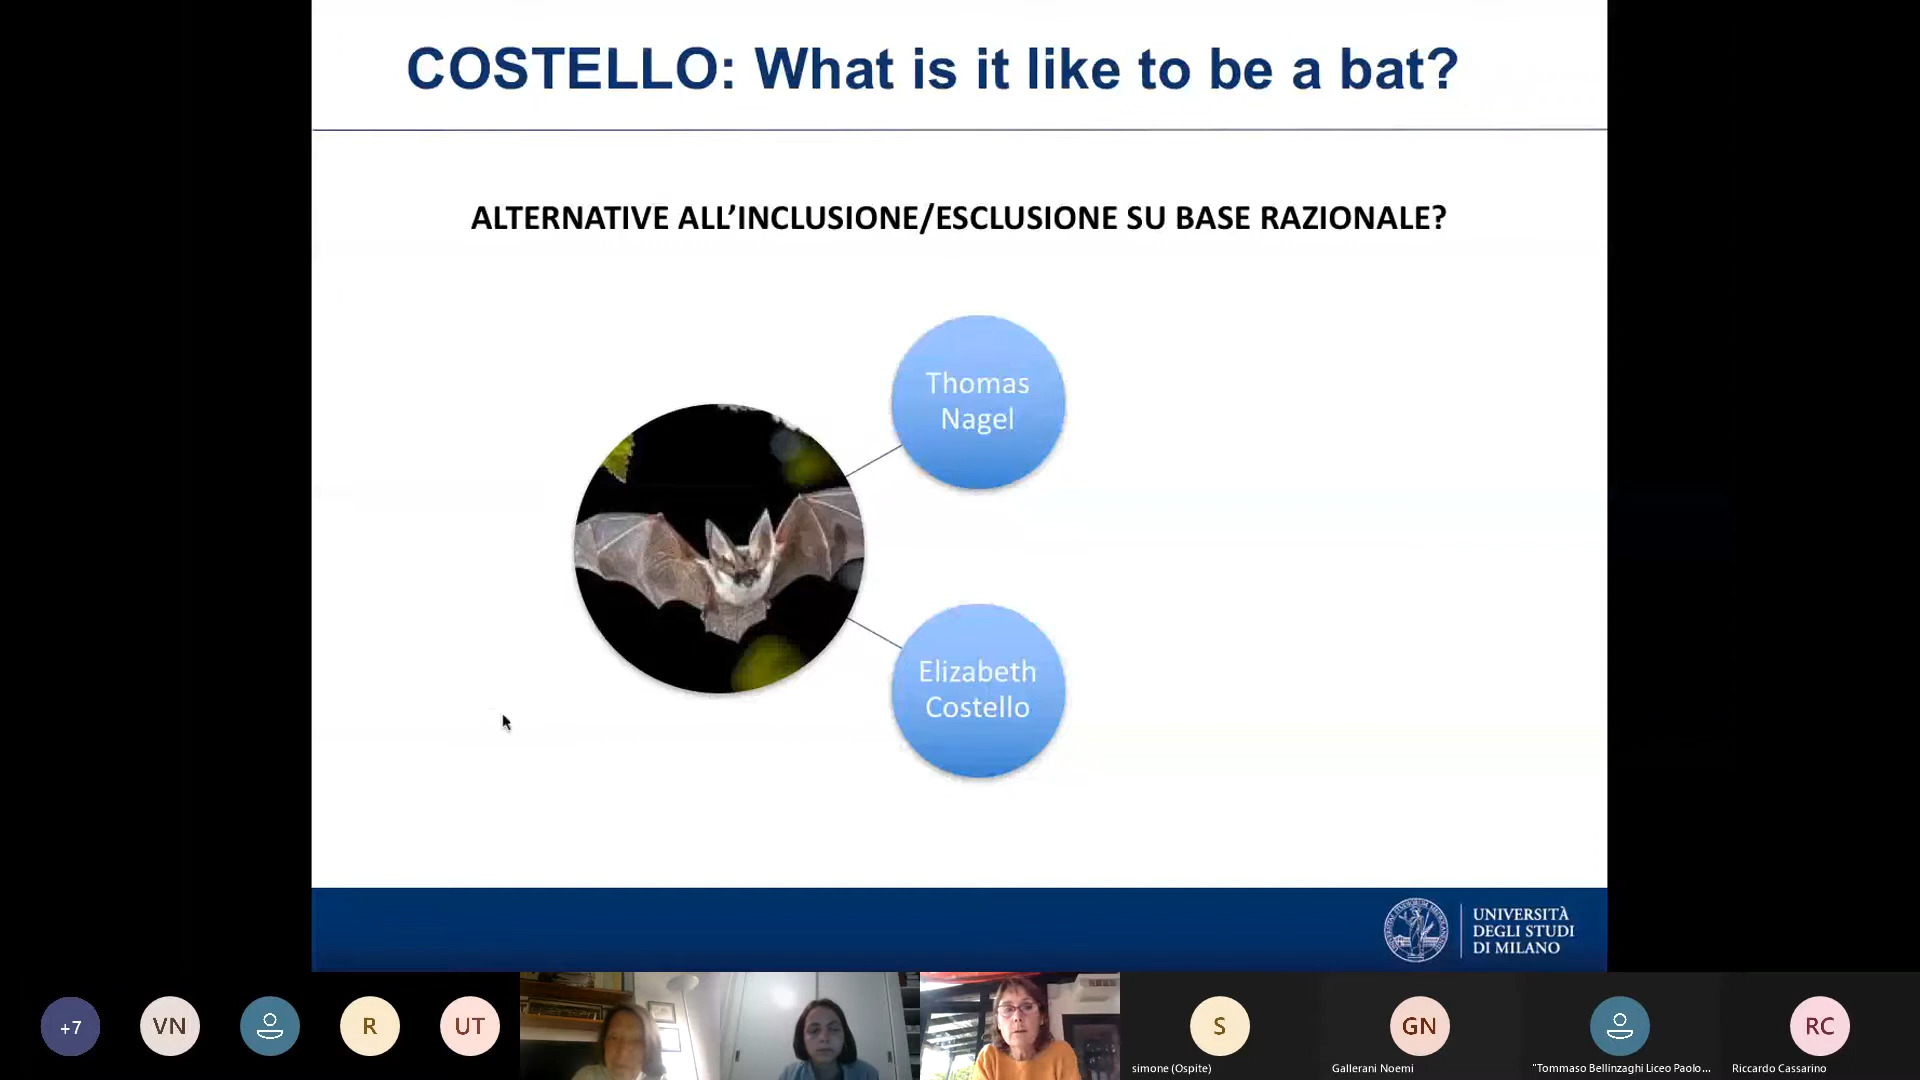 COSTELLO: What is it like to be a bat?
ALTERNATIVE ALL’INCLUSIONE/ESCLUSIONE SU BASE RAZIONALE?
Thomas
Nagel
Elizabeth
Costello
UNIVERSITÀ
DEGLI STUDI
DI MILANO
+7
VN
R
UT
S
GN
RC
simone (Ospite)
Gallerani Noemi
"Tommaso Bellinzaghi Liceo Paolo...
Riccardo Cassarino